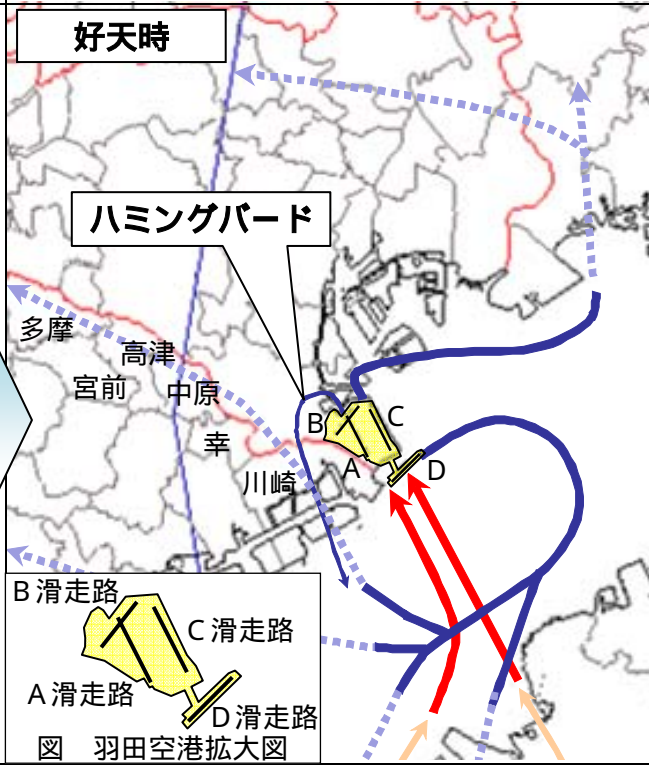 好天時
ハミングバード
多摩
高津
宮前
中原
幸
川崎
B
C
A
D
B滑走路
C滑走路
A滑走路
D滑走路
図 羽田空港拡大図